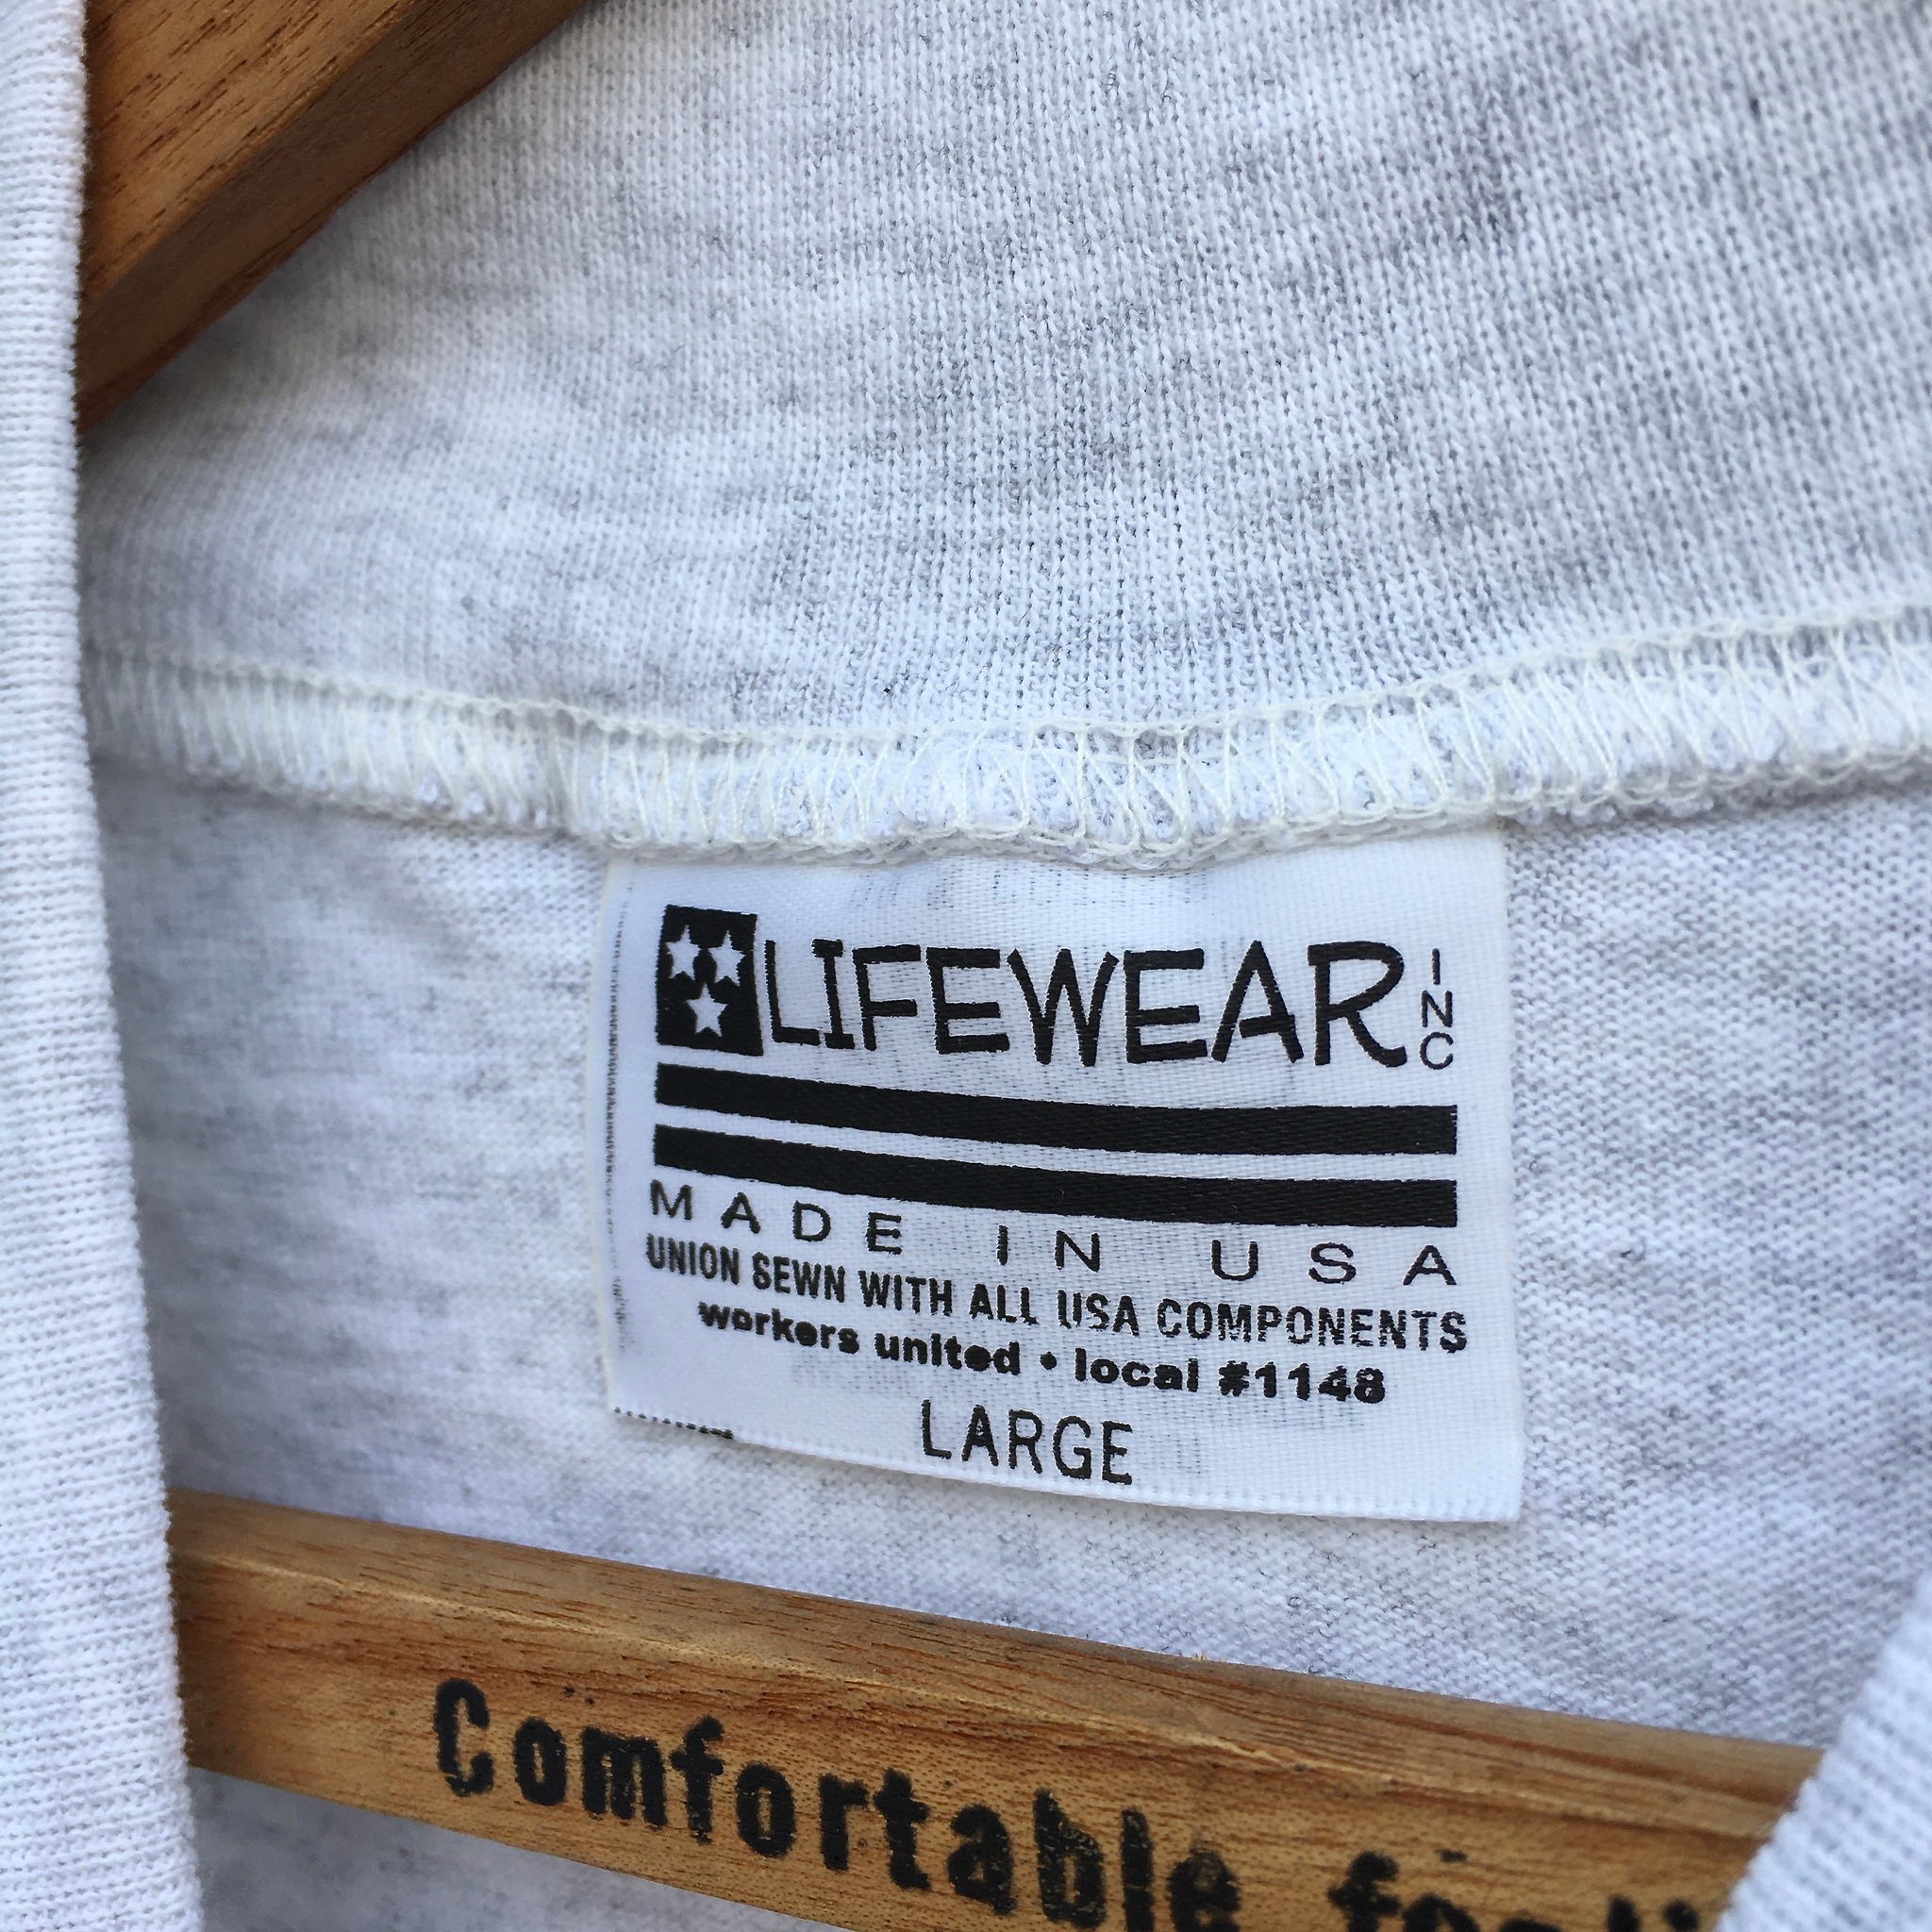 LIFEWEAR INC
MADE IN USA
UNION SEWN WITH ALL USA COMPONENTS
workers united • local #1148
LARGE
Comfortable